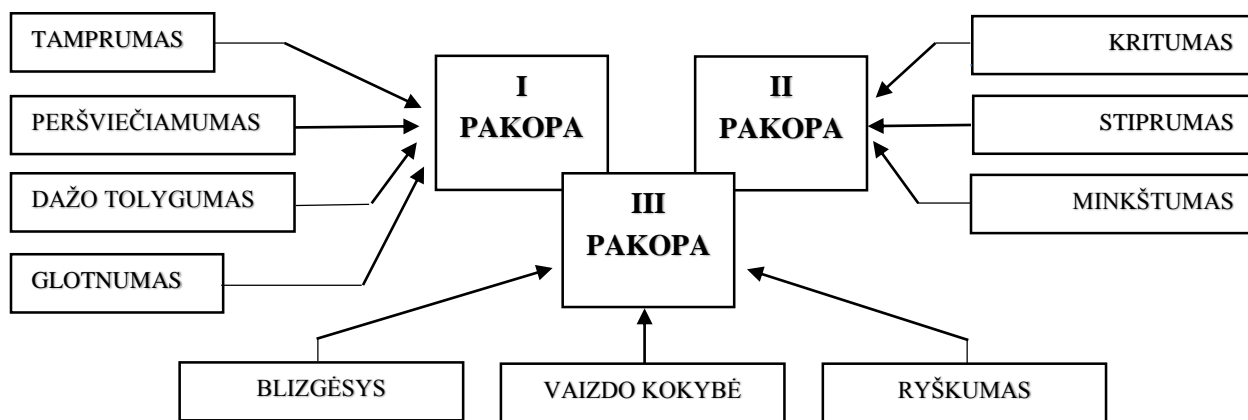 TAMPRUMAS
PERŠVIEČIAMUMAS
DAŽO TOLYGUMAS
GLOTNUMAS
I
PAKOPA
II
PAKOPA
III
PAKOPA
KRITUMAS
STIPRUMAS
MINKŠTUMAS
BLIZGĖSYS
VAIZDO KOKYBĖ
RYŠKUMAS